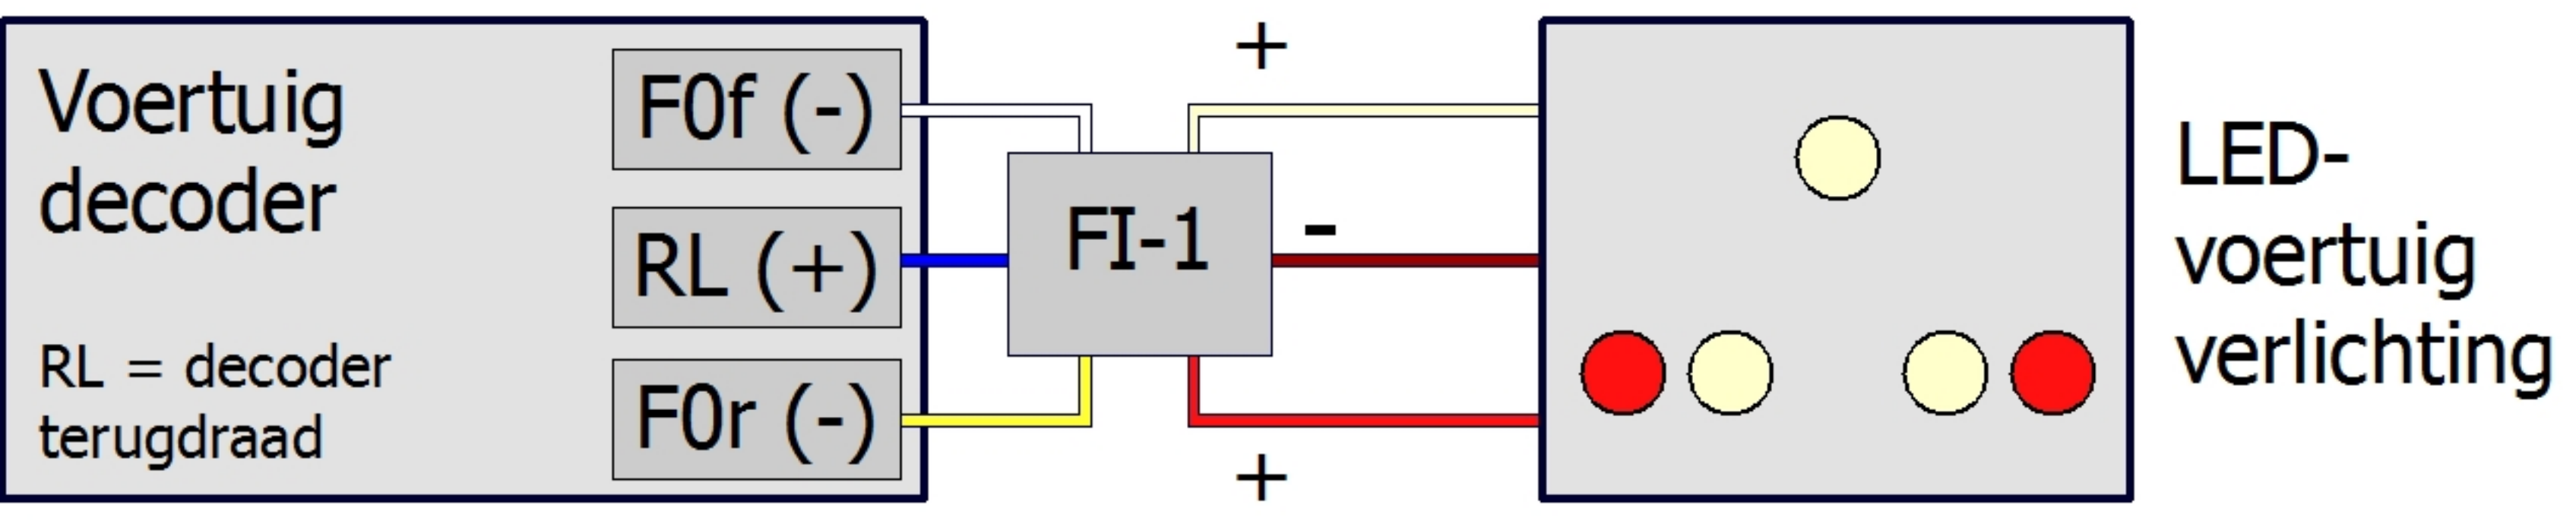 Voertuig
decoder
RL = decoder
terugdraad
F0f (-)
RL (+)
F0r (-)
FI-1
+
-
+
LED-
voertuig
verlichting